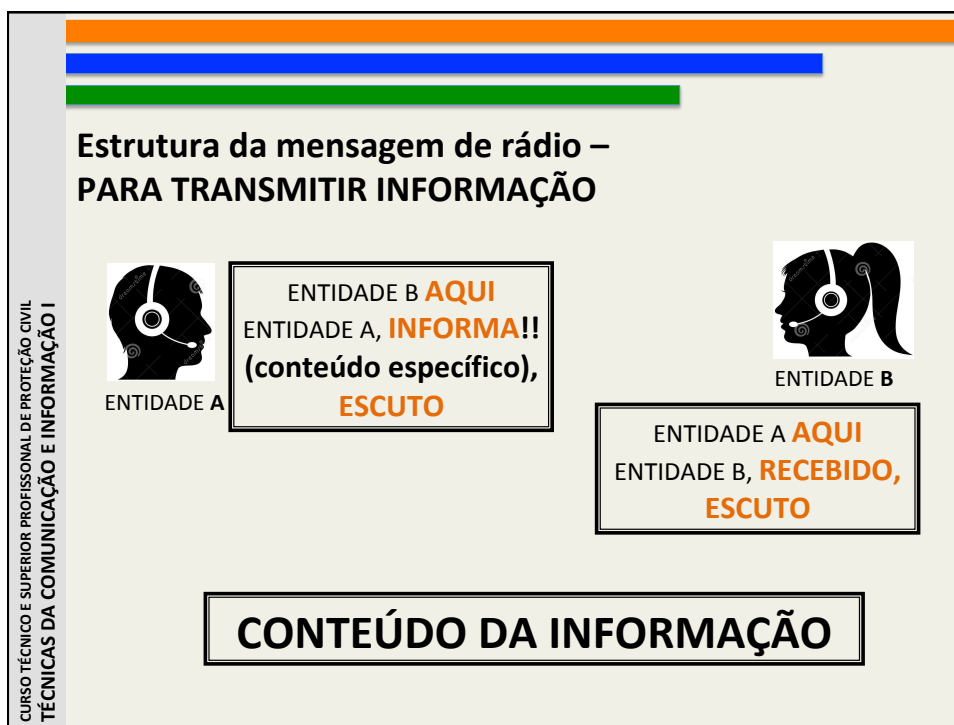 Estrutura da mensagem de rádio –
PARA TRANSMITIR INFORMAÇÃO
ENTIDADE B AQUI
ENTIDADE A, INFORMA!!
(conteúdo específico),
ESCUTO
ENTIDADE A
ENTIDADE B
ENTIDADE A AQUI
ENTIDADE B, RECEBIDO,
ESCUTO
CONTEÚDO DA INFORMAÇÃO
CURSO TÉCNICO E SUPERIOR PROFISSONAL DE PROTEÇÃO CIVIL
TÉCNICAS DA COMUNICAÇÃO E INFORMAÇÃO I